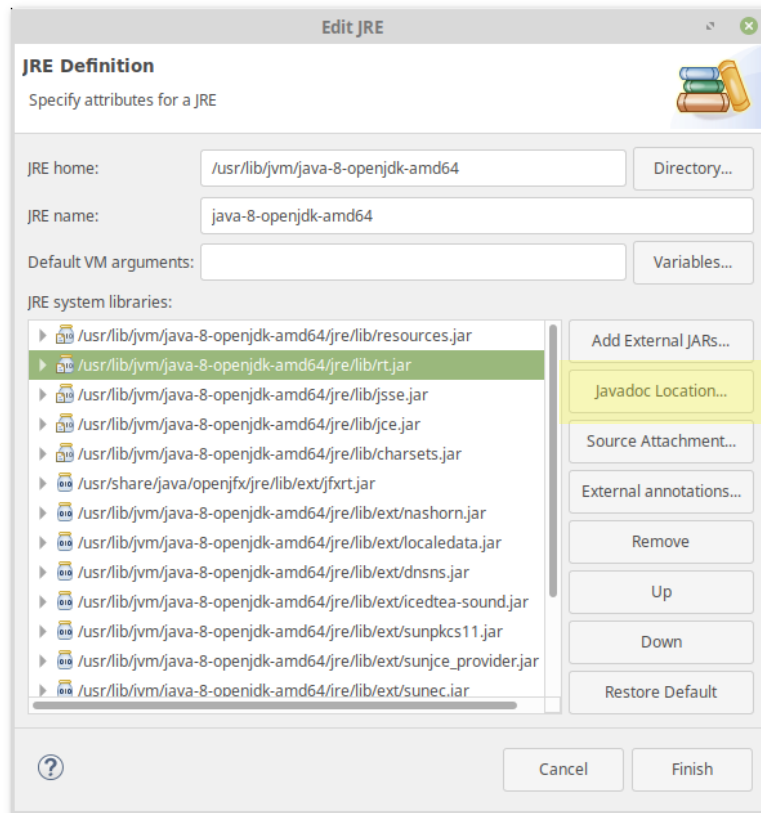 Edit JRE
JRE Definition
Specify attributes for a JRE
JRE home:
/usr/lib/jvm/java-8-openjdk-amd64
Directory...
JRE name:
java-8-openjdk-amd64
Default VM arguments:
Variables...
JRE system libraries:
/usr/lib/jvm/java-8-openjdk-amd64/jre/lib/resources.jar
/usr/lib/jvm/java-8-openjdk-amd64/jre/lib/rt.jar
/usr/lib/jvm/java-8-openjdk-amd64/jre/lib/jsse.jar
/usr/lib/jvm/java-8-openjdk-amd64/jre/lib/jce.jar
/usr/lib/jvm/java-8-openjdk-amd64/jre/lib/charsets.jar
/usr/share/java/openjfx/jre/lib/ext/jfxrt.jar
/usr/lib/jvm/java-8-openjdk-amd64/jre/lib/ext/nashorn.jar
/usr/lib/jvm/java-8-openjdk-amd64/jre/lib/ext/localedata.jar
/usr/lib/jvm/java-8-openjdk-amd64/jre/lib/ext/dnsns.jar
/usr/lib/jvm/java-8-openjdk-amd64/jre/lib/ext/icedtea-sound.jar
/usr/lib/jvm/java-8-openjdk-amd64/jre/lib/ext/sunpkcs11.jar
/usr/lib/jvm/java-8-openjdk-amd64/jre/lib/ext/sunjce_provider.jar
/usr/lib/jvm/java-8-openjdk-amd64/jre/lib/ext/sunec.jar
Add External JARs...
Javadoc Location...
Source Attachment...
External annotations...
Remove
Up
Down
Restore Default
Cancel
Finish